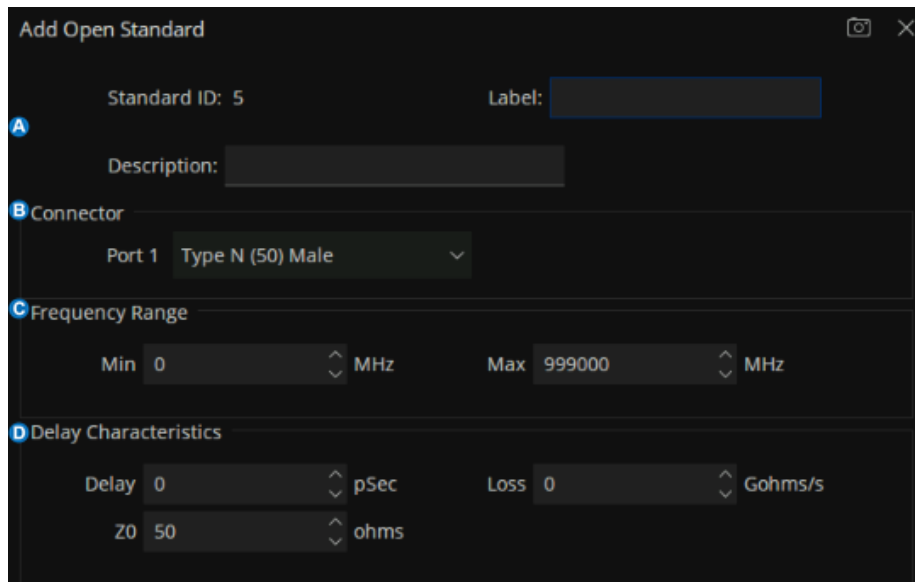 Add Open Standard
Standard ID: 5 Label:
A
Description:
B Connector
Port 1 Type N (50) Male
C Frequency Range
Min 0 MHz Max 999000 MHz
D Delay Characteristics
Delay 0 pSec Loss 0 Gohms/s
Z0 50 ohms